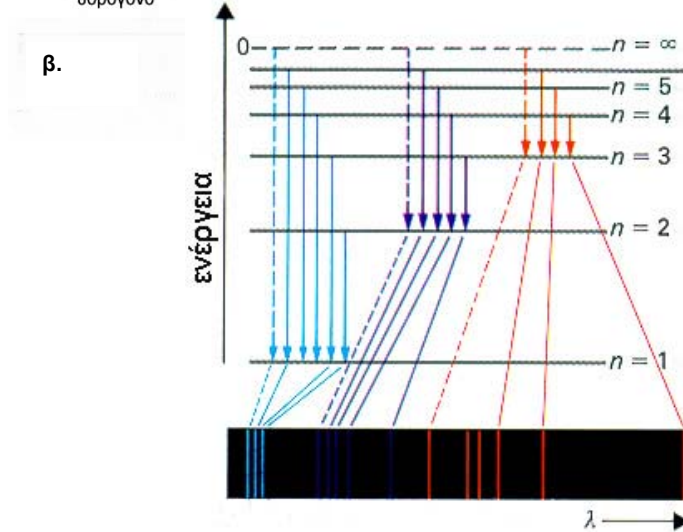 β.
0
n = ∞
n = 5
n = 4
n = 3
n = 2
n = 1
ενέργεια
λ